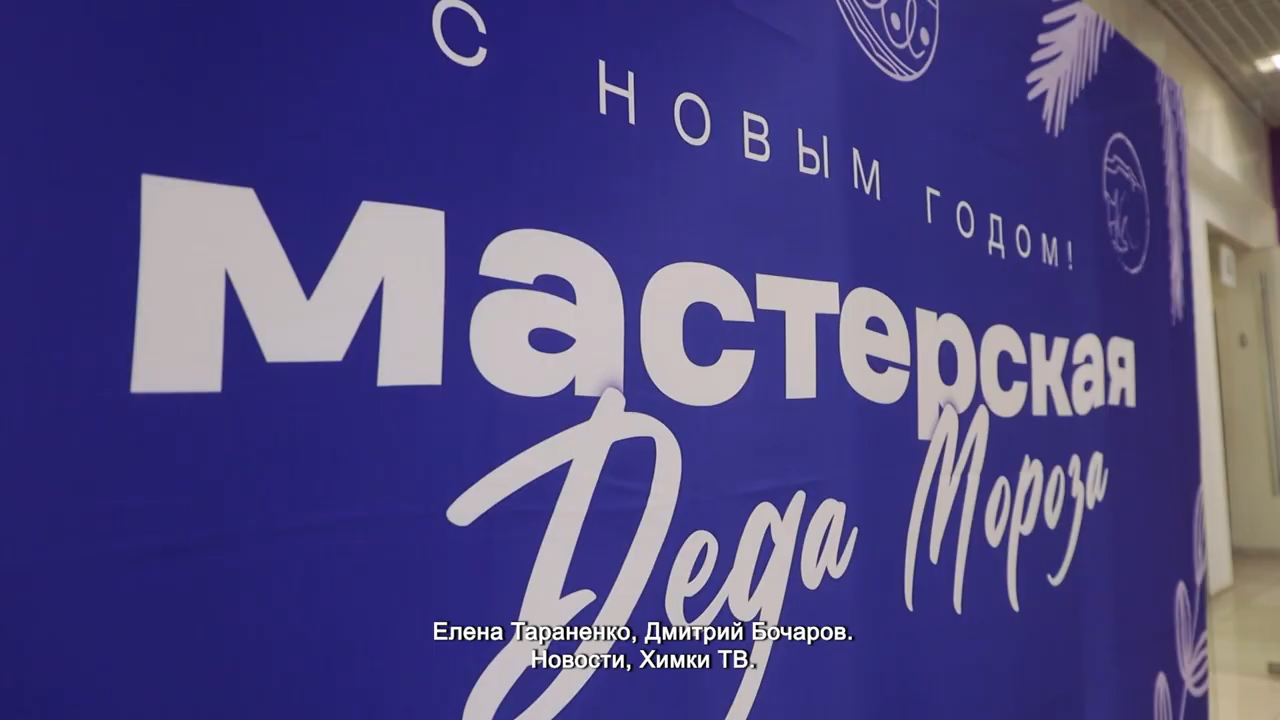 С НОВЫМ ГОДОМ!
мастерская
Деда Мороза
Елена Тараненко, Дмитрий Бочаров.
Новости, Химки ТВ.